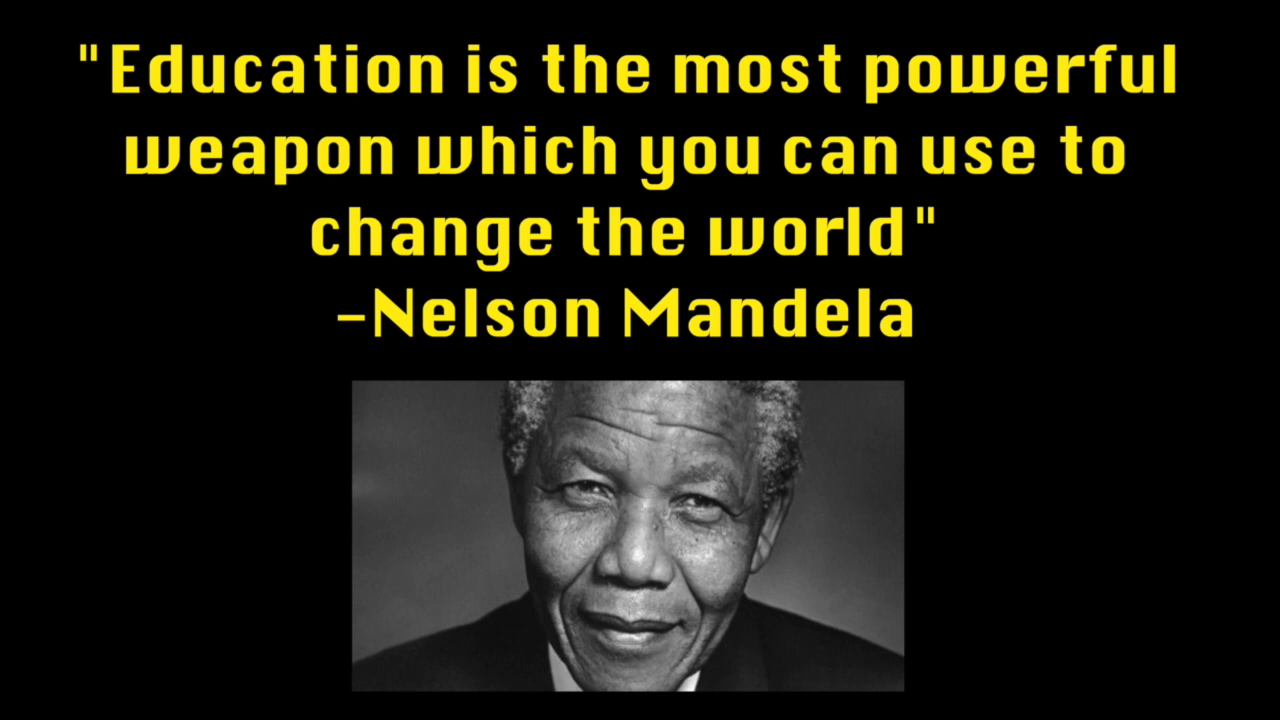 "Education is the most powerful
weapon which you can use to
change the world"
-Nelson Mandela